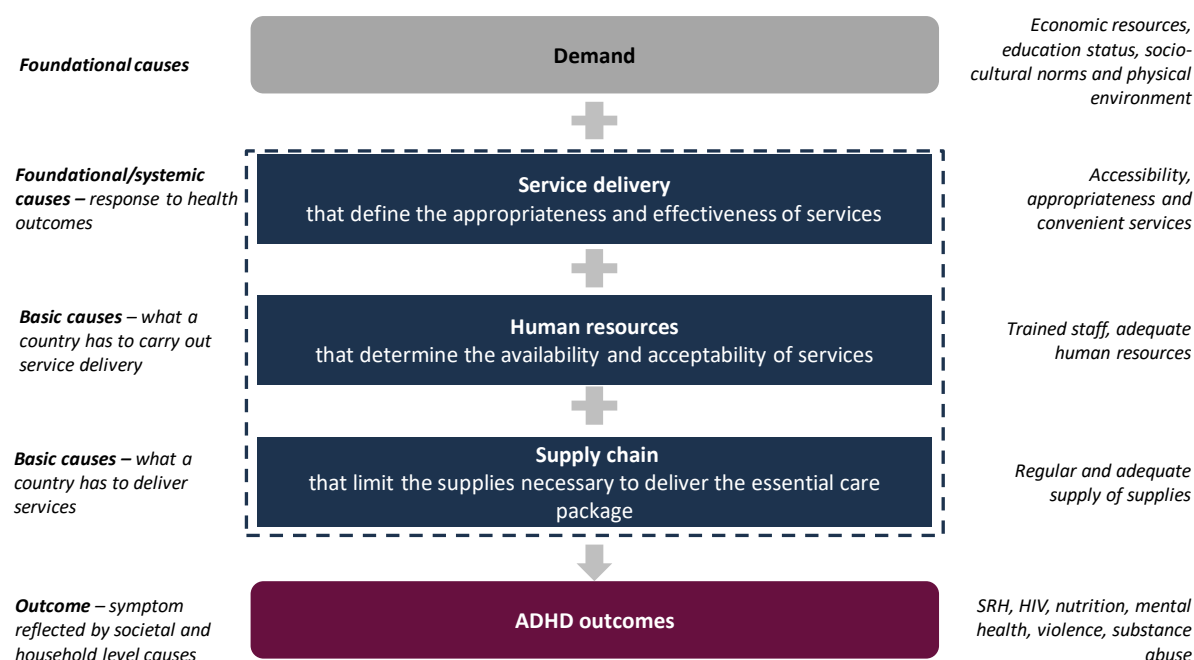 Foundational causes
Demand
Economic resources,
education status, socio-
cultural norms and physical
environment
Foundational/systemic
causes – response to health
outcomes
Service delivery
that define the appropriateness and effectiveness of services
Accessibility,
appropriateness and
convenient services
Basic causes – what a
country has to carry out
service delivery
Human resources
that determine the availability and acceptability of services
Trained staff, adequate
human resources
Basic causes – what a
country has to deliver
services
Supply chain
that limit the supplies necessary to deliver the essential care
package
Regular and adequate
supply of supplies
Outcome – symptom
reflected by societal and
household level causes
ADHD outcomes
SRH, HIV, nutrition, mental
health, violence, substance
abuse